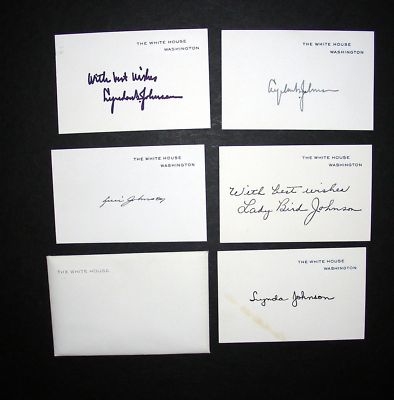 THE WHITE HOUSE
WASHINGTON
With best wishes
Lyndon B. Johnson
THE WHITE HOUSE
WASHINGTON
Lyndon B. Johnson
THE WHITE HOUSE
WASHINGTON
Luci Johnson
THE WHITE HOUSE
WASHINGTON
With best wishes
Lady Bird Johnson
THE WHITE HOUSE
THE WHITE HOUSE
WASHINGTON
Lynda Johnson